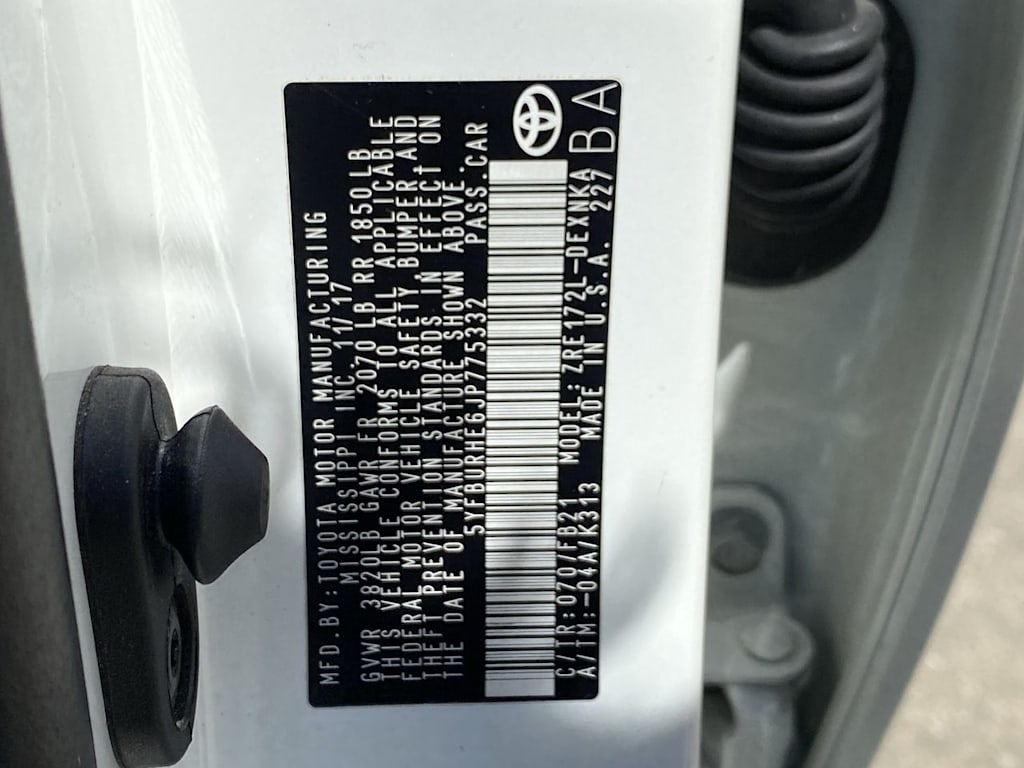 MFD.BY:TOYOTA MOTOR MANUFACTURING
MISSISSIPPI INC. 11/17
GVWR 3820LB GAWR FR 2070 LB RR 1850 LB
THIS VEHICLE CONFORMS TO ALL APPLICABLE
FEDERAL MOTOR VEHICLE SAFETY, BUMPER AND
THEFT PREVENTION STANDARDS IN EFFECT ON
THE DATE OF MANUFACTURE SHOWN ABOVE.
5YFBURHE6JP775332 PASS.CAR
C/TR:070/FB21 MODEL: ZRE172L-DEXNKA
A/TM:-04A/K313 MADE IN U.S.A. 227
BA